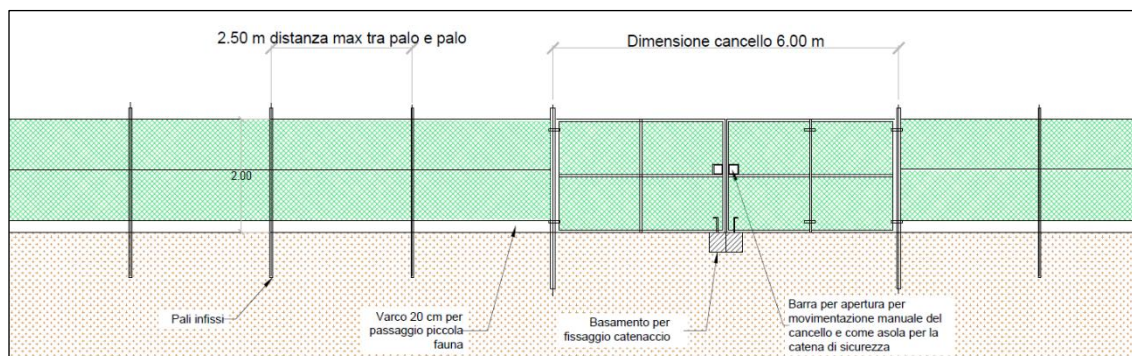 2.50 m distanza max tra palo e palo
Dimensione cancello 6.00 m
2.00
Pali infissi
Varco 20 cm per
passaggio piccola
fauna
Basamento per
fissaggio catenaccio
Barra per apertura per
movimentazione manuale del
cancello e come asola per la
catena di sicurezza